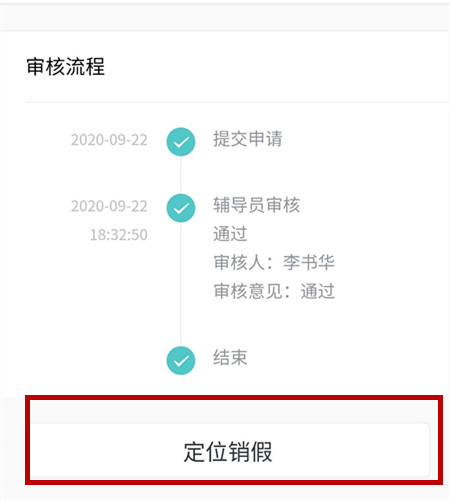 审核流程
2020-09-22 提交申请
2020-09-22 辅导员审核
18:32:50 通过
审核人：李书华
审核意见：通过
结束
定位销假